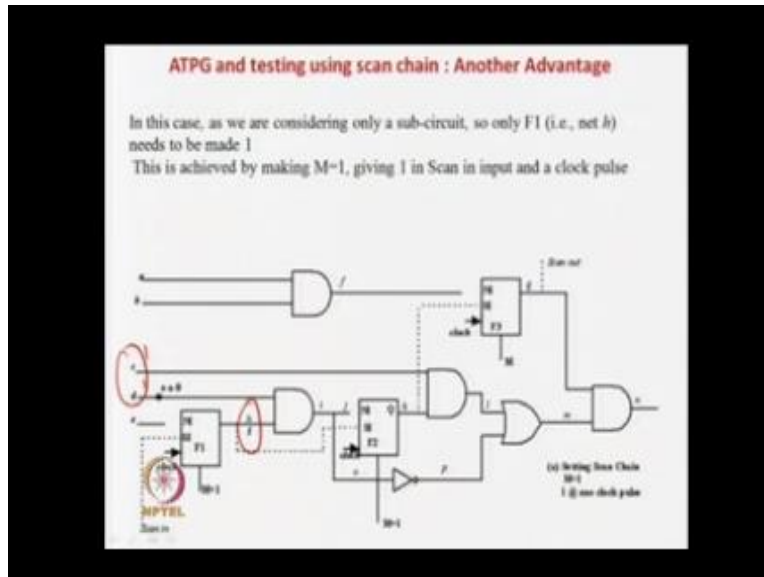 ATPG and testing using scan chain : Another Advantage
In this case, as we are considering only a sub-circuit, so only F1 (i.e., net h)
needs to be made 1
This is achieved by making M=1, giving 1 in Scan in input and a clock pulse
Scan out
a
f
b
g
F3
clock
M
c
s a 0
d
h
i
j
Q
k
l
n
e
F1
F2
clock
clock
p
(a) Setting Scan Chain
M=1
1 @ one clock pulse
M=1
NPTEL
M=1
Scan in